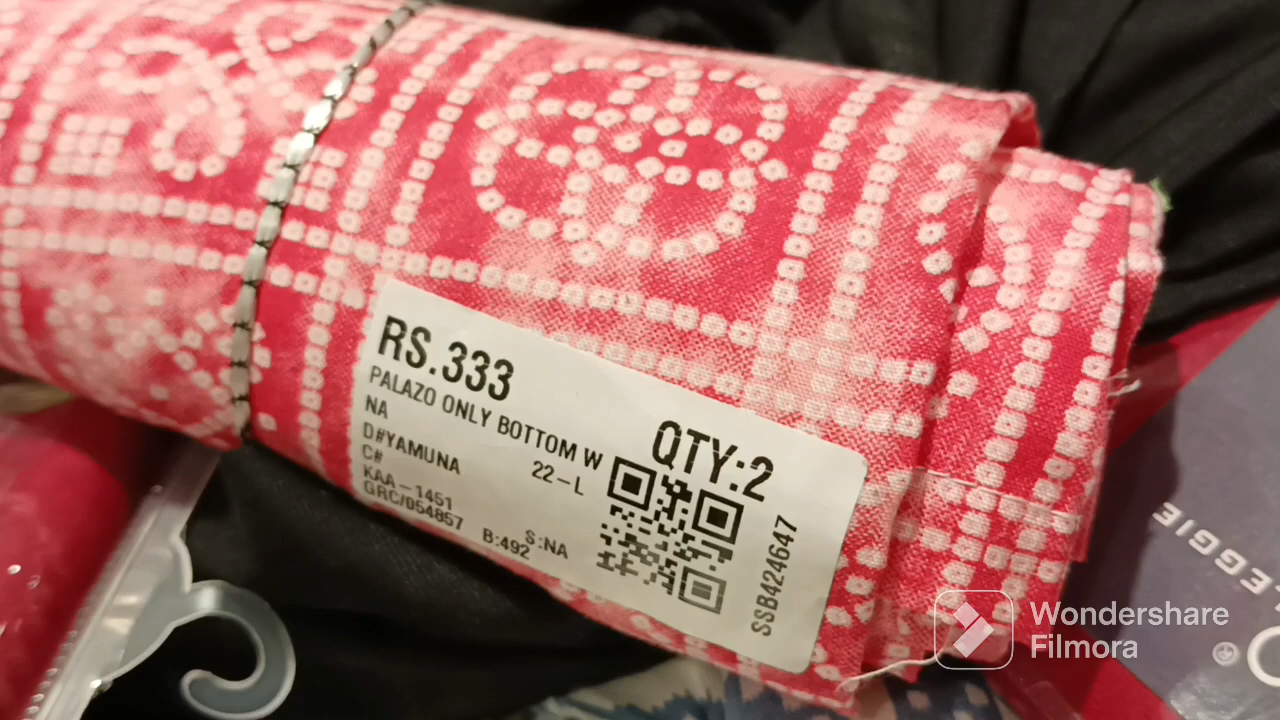 RS.333
PALAZO ONLY BOTTOM W
NA
22-L
D#YAMUNA
C#
KAA-1451
GRC/054857
B:492
S:NA
QTY:2
SSB424647
LEGGIE
Wondershare
Filmora